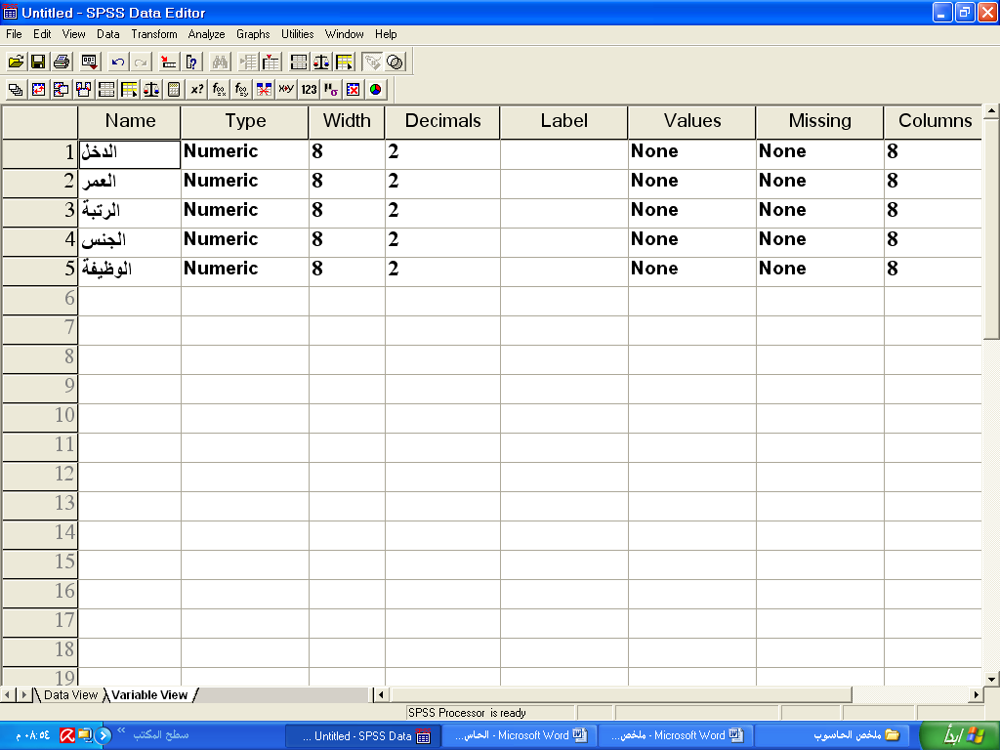 Untitled - SPSS Data Editor
File Edit View Data Transform Analyze Graphs Utilities Window Help
Name Type Width Decimals Label Values Missing Columns
1 الدخل Numeric 8 2 None None 8
2 العمر Numeric 8 2 None None 8
3 الرتبة Numeric 8 2 None None 8
4 الجنس Numeric 8 2 None None 8
5 الوظيفة Numeric 8 2 None None 8
6
7
8
9
10
11
12
13
14
15
16
17
18
19
Data View Variable View
SPSS Processor is ready
٠٨:٥٤ م سطح المكتب ... Untitled - SPSS Data ...الحاس - Microsoft Word ...ملخص - Microsoft Word ملخص الحاسوب ابدأ